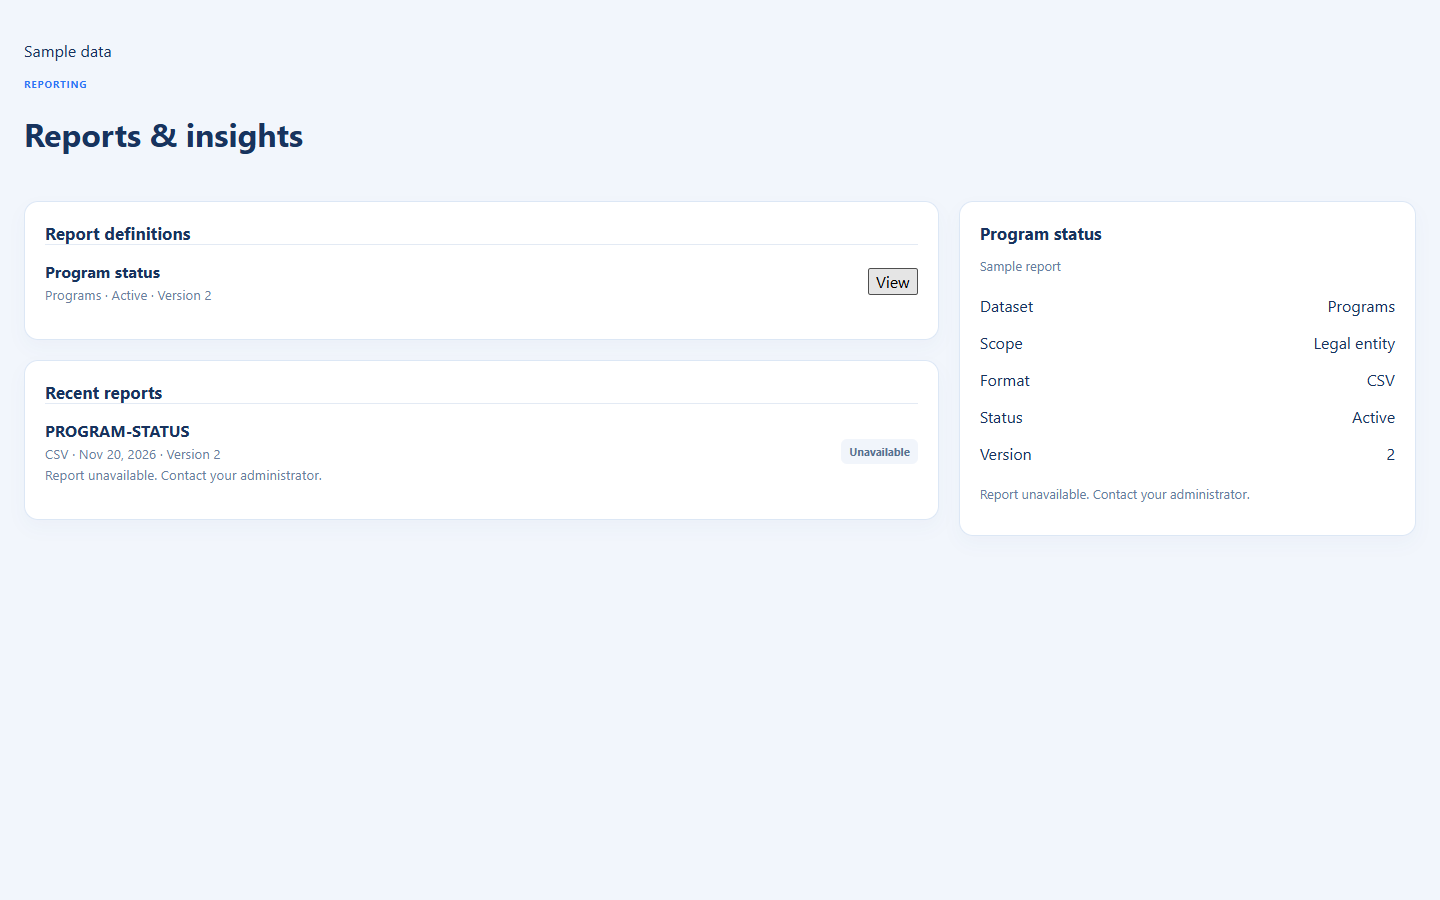 Sample data
REPORTING
Reports & insights
Report definitions
Program status
Programs · Active · Version 2
View
Recent reports
PROGRAM-STATUS
CSV · Nov 20, 2026 · Version 2
Report unavailable. Contact your administrator.
Unavailable
Program status
Sample report
Dataset Programs
Scope Legal entity
Format CSV
Status Active
Version 2
Report unavailable. Contact your administrator.